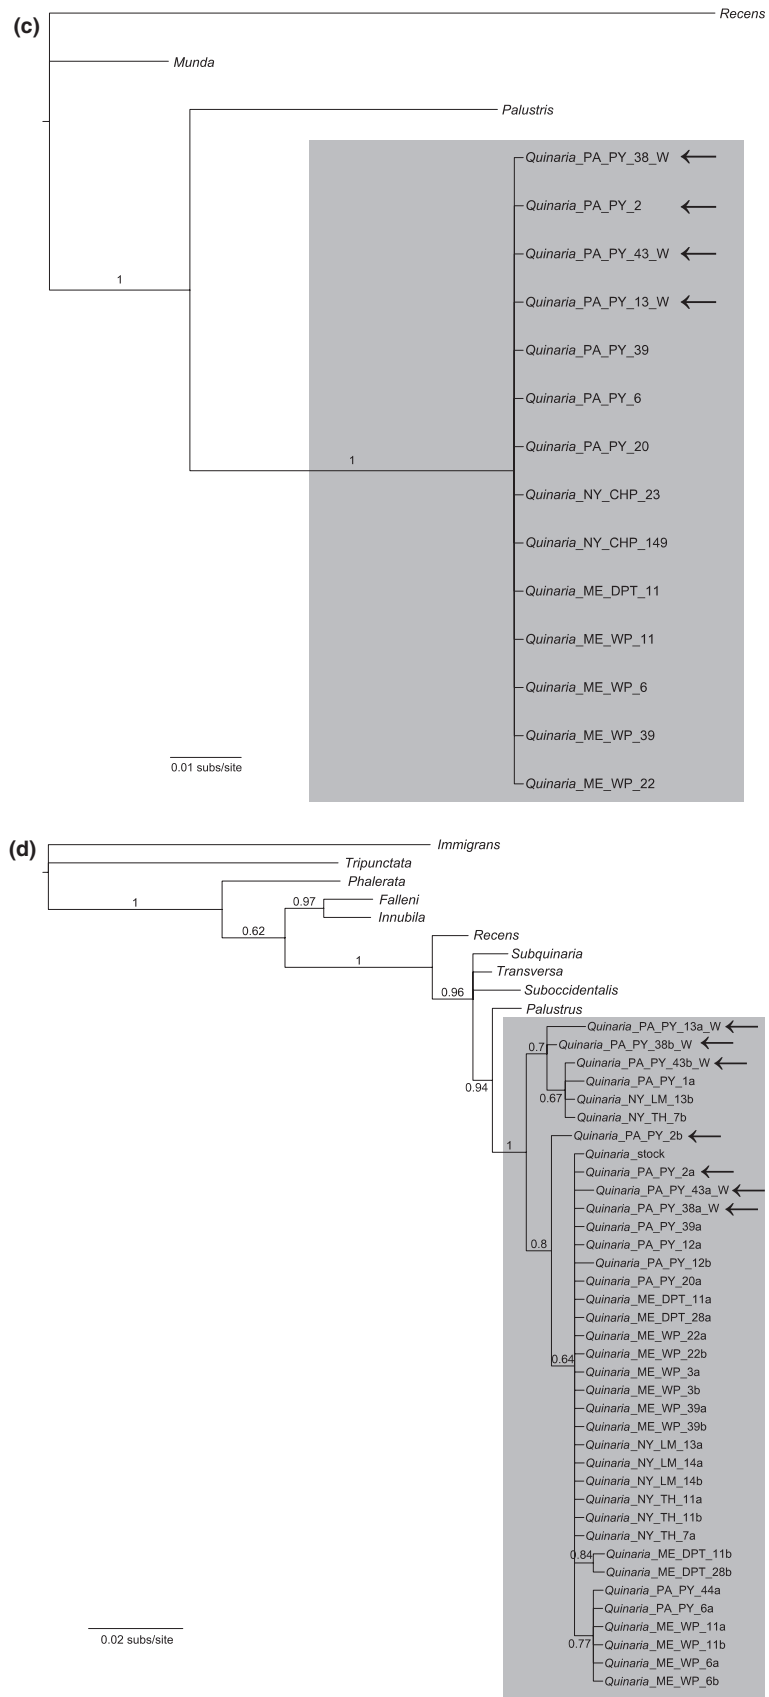 (c)
Recens
Munda
Palustris
Quinaria_PA_PY_38_W
Quinaria_PA_PY_2
Quinaria_PA_PY_43_W
Quinaria_PA_PY_13_W
1
Quinaria_PA_PY_39
Quinaria_PA_PY_6
Quinaria_PA_PY_20
1
Quinaria_NY_CHP_23
Quinaria_NY_CHP_149
Quinaria_ME_DPT_11
Quinaria_ME_WP_11
Quinaria_ME_WP_6
Quinaria_ME_WP_39
0.01 subs/site
Quinaria_ME_WP_22
(d)
Immigrans
Tripunctata
Phalerata
1
0.97
Falleni
Innubila
0.62
Recens
Subquinaria
1
Transversa
0.96
Suboccidentalis
Palustrus
Quinaria_PA_PY_13a_W
0.7
Quinaria_PA_PY_38b_W
Quinaria_PA_PY_43b_W
Quinaria_PA_PY_1a
0.94
0.67
Quinaria_NY_LM_13b
Quinaria_NY_TH_7b
Quinaria_PA_PY_2b
1
Quinaria_stock
Quinaria_PA_PY_2a
Quinaria_PA_PY_43a_W
Quinaria_PA_PY_38a_W
Quinaria_PA_PY_39a
0.8
Quinaria_PA_PY_12a
Quinaria_PA_PY_12b
Quinaria_PA_PY_20a
Quinaria_ME_DPT_11a
Quinaria_ME_DPT_28a
Quinaria_ME_WP_22a
Quinaria_ME_WP_22b
0.64
Quinaria_ME_WP_3a
Quinaria_ME_WP_3b
Quinaria_ME_WP_39a
Quinaria_ME_WP_39b
Quinaria_NY_LM_13a
Quinaria_NY_LM_14a
Quinaria_NY_LM_14b
Quinaria_NY_TH_11a
Quinaria_NY_TH_11b
Quinaria_NY_TH_7a
0.84
Quinaria_ME_DPT_11b
Quinaria_ME_DPT_28b
Quinaria_PA_PY_44a
Quinaria_PA_PY_6a
Quinaria_ME_WP_11a
0.02 subs/site
0.77
Quinaria_ME_WP_11b
Quinaria_ME_WP_6a
Quinaria_ME_WP_6b